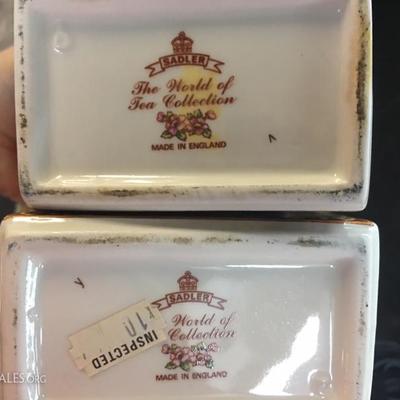 SADLER
The World of
Tea Collection
MADE IN ENGLAND
SADLER
World of
Collection
MADE IN ENGLAND
INSPECTED
ALES.ORG